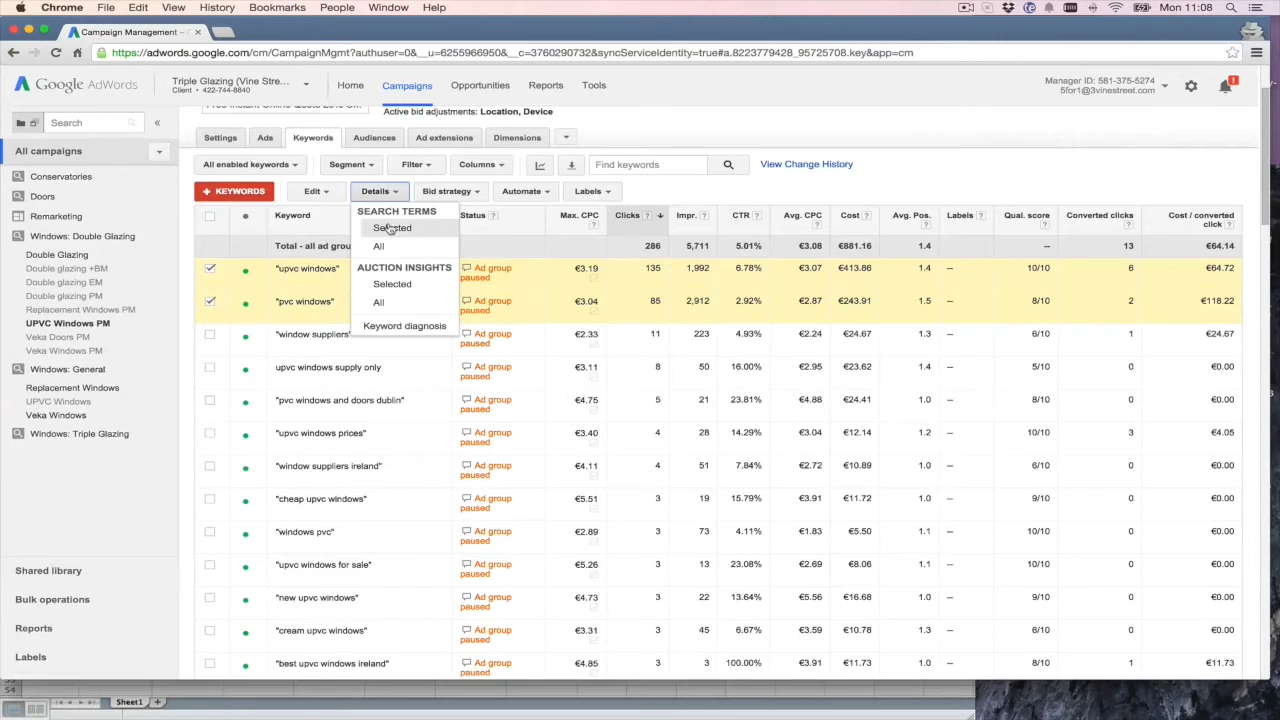 Chrome File Edit View History Bookmarks People Window Help Mon 11:08
Campaign Management -
https://adwords.google.com/cm/CampaignMgmt?authuser=0&__u=6255966950&__c=3760290732&syncServiceIdentity=true#a.8223779428_95725708.key&app=cm
Google AdWords
Triple Glazing (Vine Stre...
Client • 422-744-8840
Home Campaigns Opportunities Reports Tools
Manager ID: 581-375-5274
5for1@3vinestreet.com
1
Active bid adjustments: Location, Device
Search
All campaigns
Conservatories
Doors
Remarketing
Windows: Double Glazing
Double Glazing
Double glazing +BM
Double glazing EM
Double glazing PM
Replacement Windows PM
UPVC Windows PM
Veka Doors PM
Veka Windows PM
Windows: General
Replacement Windows
UPVC Windows
Veka Windows
Windows: Triple Glazing
Shared library
Bulk operations
Reports
Labels
Settings Ads Keywords Audiences Ad extensions Dimensions
All enabled keywords Segment Filter Columns Find keywords View Change History
+ KEYWORDS Edit Details Bid strategy Automate Labels
SEARCH TERMS
Selected
All
AUCTION INSIGHTS
Selected
All
Keyword diagnosis
Keyword Status ? Max. CPC ? Clicks ? Impr. ? CTR ? Avg. CPC ? Cost ? Avg. Pos. ? Labels ? Qual. score ? Converted clicks ? Cost / converted click ?
Total - all ad grou 286 5,711 5.01% €3.08 €881.16 1.4 -- 13 €64.14
"upvc windows" Ad group paused €3.19 135 1,992 6.78% €3.07 €413.86 1.4 -- 10/10 6 €64.72
"pvc windows" Ad group paused €3.04 85 2,912 2.92% €2.87 €243.91 1.5 -- 8/10 2 €118.22
"window suppliers" Ad group paused €2.33 11 223 4.93% €2.24 €24.67 1.3 -- 6/10 1 €24.67
upvc windows supply only Ad group paused €3.11 8 50 16.00% €2.95 €23.62 1.4 -- 5/10 0 €0.00
"pvc windows and doors dublin" Ad group paused €4.75 5 21 23.81% €4.88 €24.41 1.0 -- 8/10 0 €0.00
"upvc windows prices" Ad group paused €3.40 4 28 14.29% €3.04 €12.14 1.2 -- 10/10 3 €4.05
"window suppliers ireland" Ad group paused €4.11 4 51 7.84% €2.72 €10.89 1.0 -- 6/10 0 €0.00
"cheap upvc windows" Ad group paused €5.51 3 19 15.79% €3.91 €11.72 1.0 -- 8/10 0 €0.00
"windows pvc" Ad group paused €2.89 3 73 4.11% €1.83 €5.50 1.1 -- 10/10 0 €0.00
"upvc windows for sale" Ad group paused €5.26 3 13 23.08% €2.69 €8.06 1.1 -- 10/10 0 €0.00
"new upvc windows" Ad group paused €4.73 3 22 13.64% €5.56 €16.68 1.0 -- 9/10 0 €0.00
"cream upvc windows" Ad group paused €3.31 3 45 6.67% €3.59 €10.78 1.3 -- 8/10 0 €0.00
"best upvc windows ireland" Ad group paused €4.85 3 3 100.00% €3.91 €11.73 1.0 -- 8/10 1 €11.73
54
Sheet1